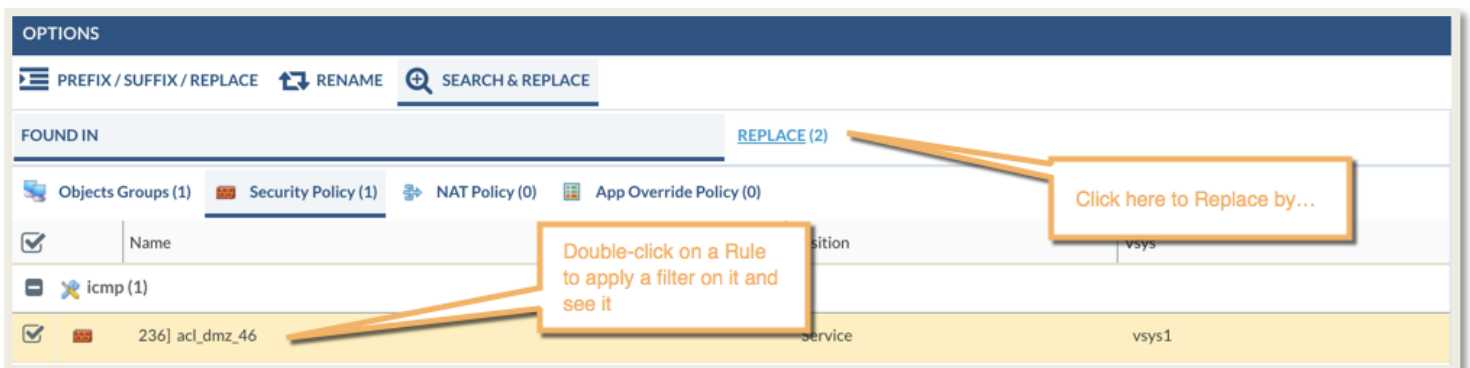 OPTIONS
PREFIX / SUFFIX / REPLACE RENAME SEARCH & REPLACE
FOUND IN REPLACE (2)
Objects Groups (1) Security Policy (1) NAT Policy (0) App Override Policy (0)
Click here to Replace by...
Name sition vsys
Double-click on a Rule
to apply a filter on it and
see it
icmp (1)
236] acl_dmz_46 Service vsys1